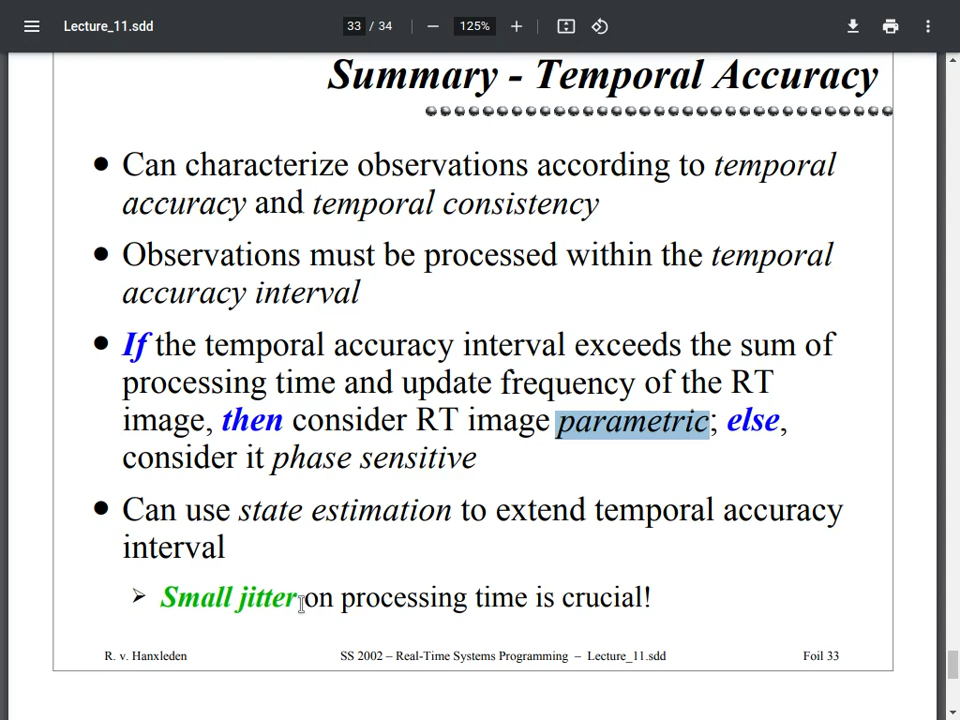 Lecture_11.sdd
33 / 34
125%
Summary - Temporal Accuracy
Can characterize observations according to temporal
accuracy and temporal consistency
Observations must be processed within the temporal
accuracy interval
If the temporal accuracy interval exceeds the sum of
processing time and update frequency of the RT
image, then consider RT image parametric; else,
consider it phase sensitive
Can use state estimation to extend temporal accuracy
interval
Small jitter on processing time is crucial!
R. v. Hanxleden
SS 2002 – Real-Time Systems Programming – Lecture_11.sdd
Foil 33